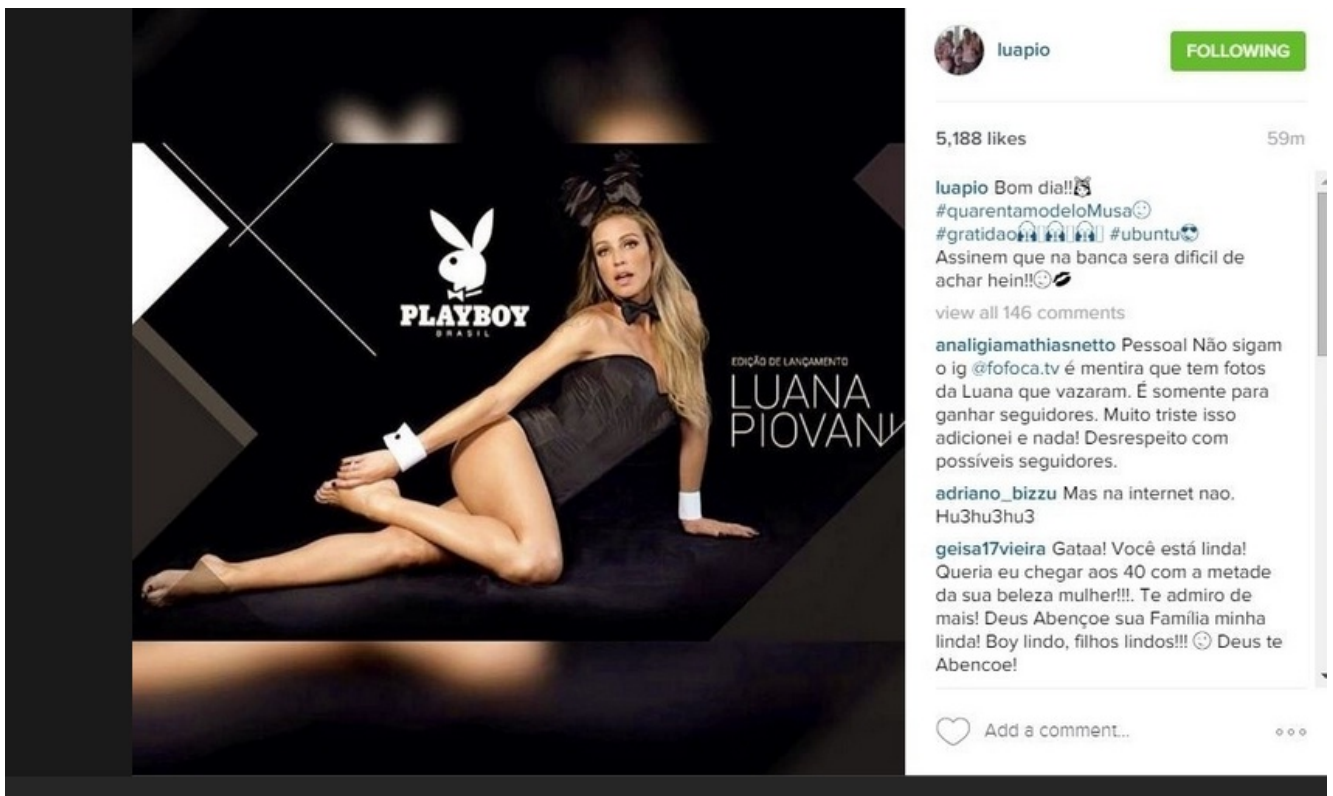 PLAYBOY
BRASIL
EDIÇÃO DE LANÇAMENTO
LUANA
PIOVANI
luapio
FOLLOWING
5,188 likes
59m
luapio Bom dia!!🐹
#quarentamodeloMusa😉
#gratidao🙏🙏🙏 #ubuntu😎
Assinem que na banca sera dificil de
achar hein!!😉💋
view all 146 comments
analigiamathiasnetto Pessoal Não sigam
o ig @fofoca.tv é mentira que tem fotos
da Luana que vazaram. É somente para
ganhar seguidores. Muito triste isso
adicionei e nada! Desrespeito com
possíveis seguidores.
adriano_bizzu Mas na internet nao.
Hu3hu3hu3
geisa17vieira Gataa! Você está linda!
Queria eu chegar aos 40 com a metade
da sua beleza mulher!!!. Te admiro de
mais! Deus Abençoe sua Família minha
linda! Boy lindo, filhos lindos!!! 😉 Deus te
Abencoe!
Add a comment...